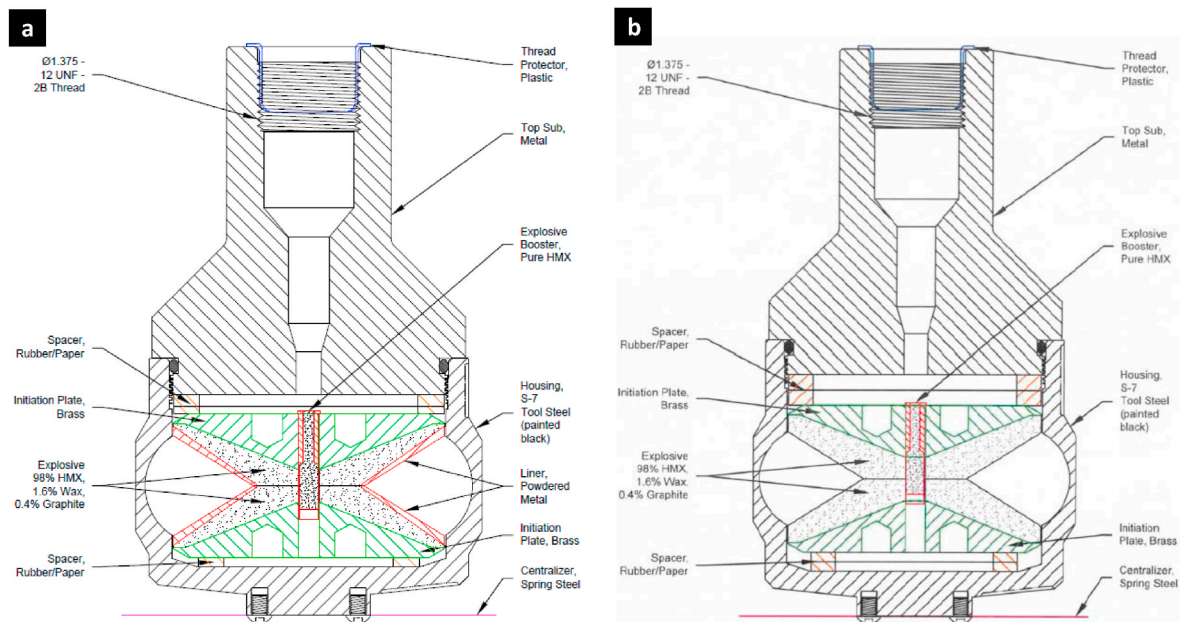 a
Ø1.375 -
12 UNF -
2B Thread
Thread
Protector,
Plastic
Top Sub,
Metal
Explosive
Booster,
Pure HMX
Spacer,
Rubber/Paper
Initiation Plate,
Brass
Housing,
S-7
Tool Steel
(painted
black)
Explosive
98% HMX,
1.6% Wax,
0.4% Graphite
Liner,
Powdered
Metal
Initiation
Plate, Brass
Spacer,
Rubber/Paper
Centralizer,
Spring Steel
b
Ø1.375 -
12 UNF -
2B Thread
Thread
Protector,
Plastic
Top Sub,
Metal
Explosive
Booster,
Pure HMX
Spacer,
Rubber/Paper
Initiation Plate,
Brass
Housing,
S-7
Tool Steel
(painted
black)
Explosive
98% HMX,
1.6% Wax,
0.4% Graphite
Initiation
Plate, Brass
Spacer,
Rubber/Paper
Centralizer,
Spring Steel